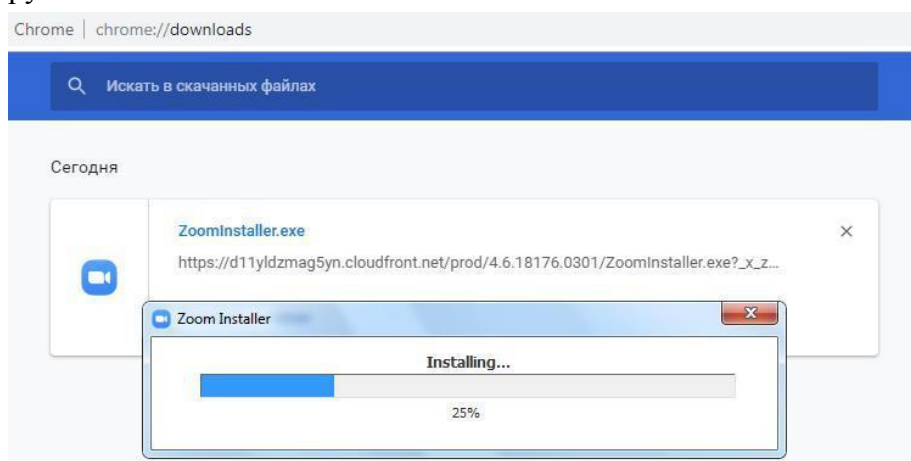 Chrome | chrome://downloads
Искать в скачанных файлах
Сегодня
ZoomInstaller.exe
https://d11yldzmag5yn.cloudfront.net/prod/4.6.18176.0301/ZoomInstaller.exe?_x_z...
Zoom Installer
Installing...
25%